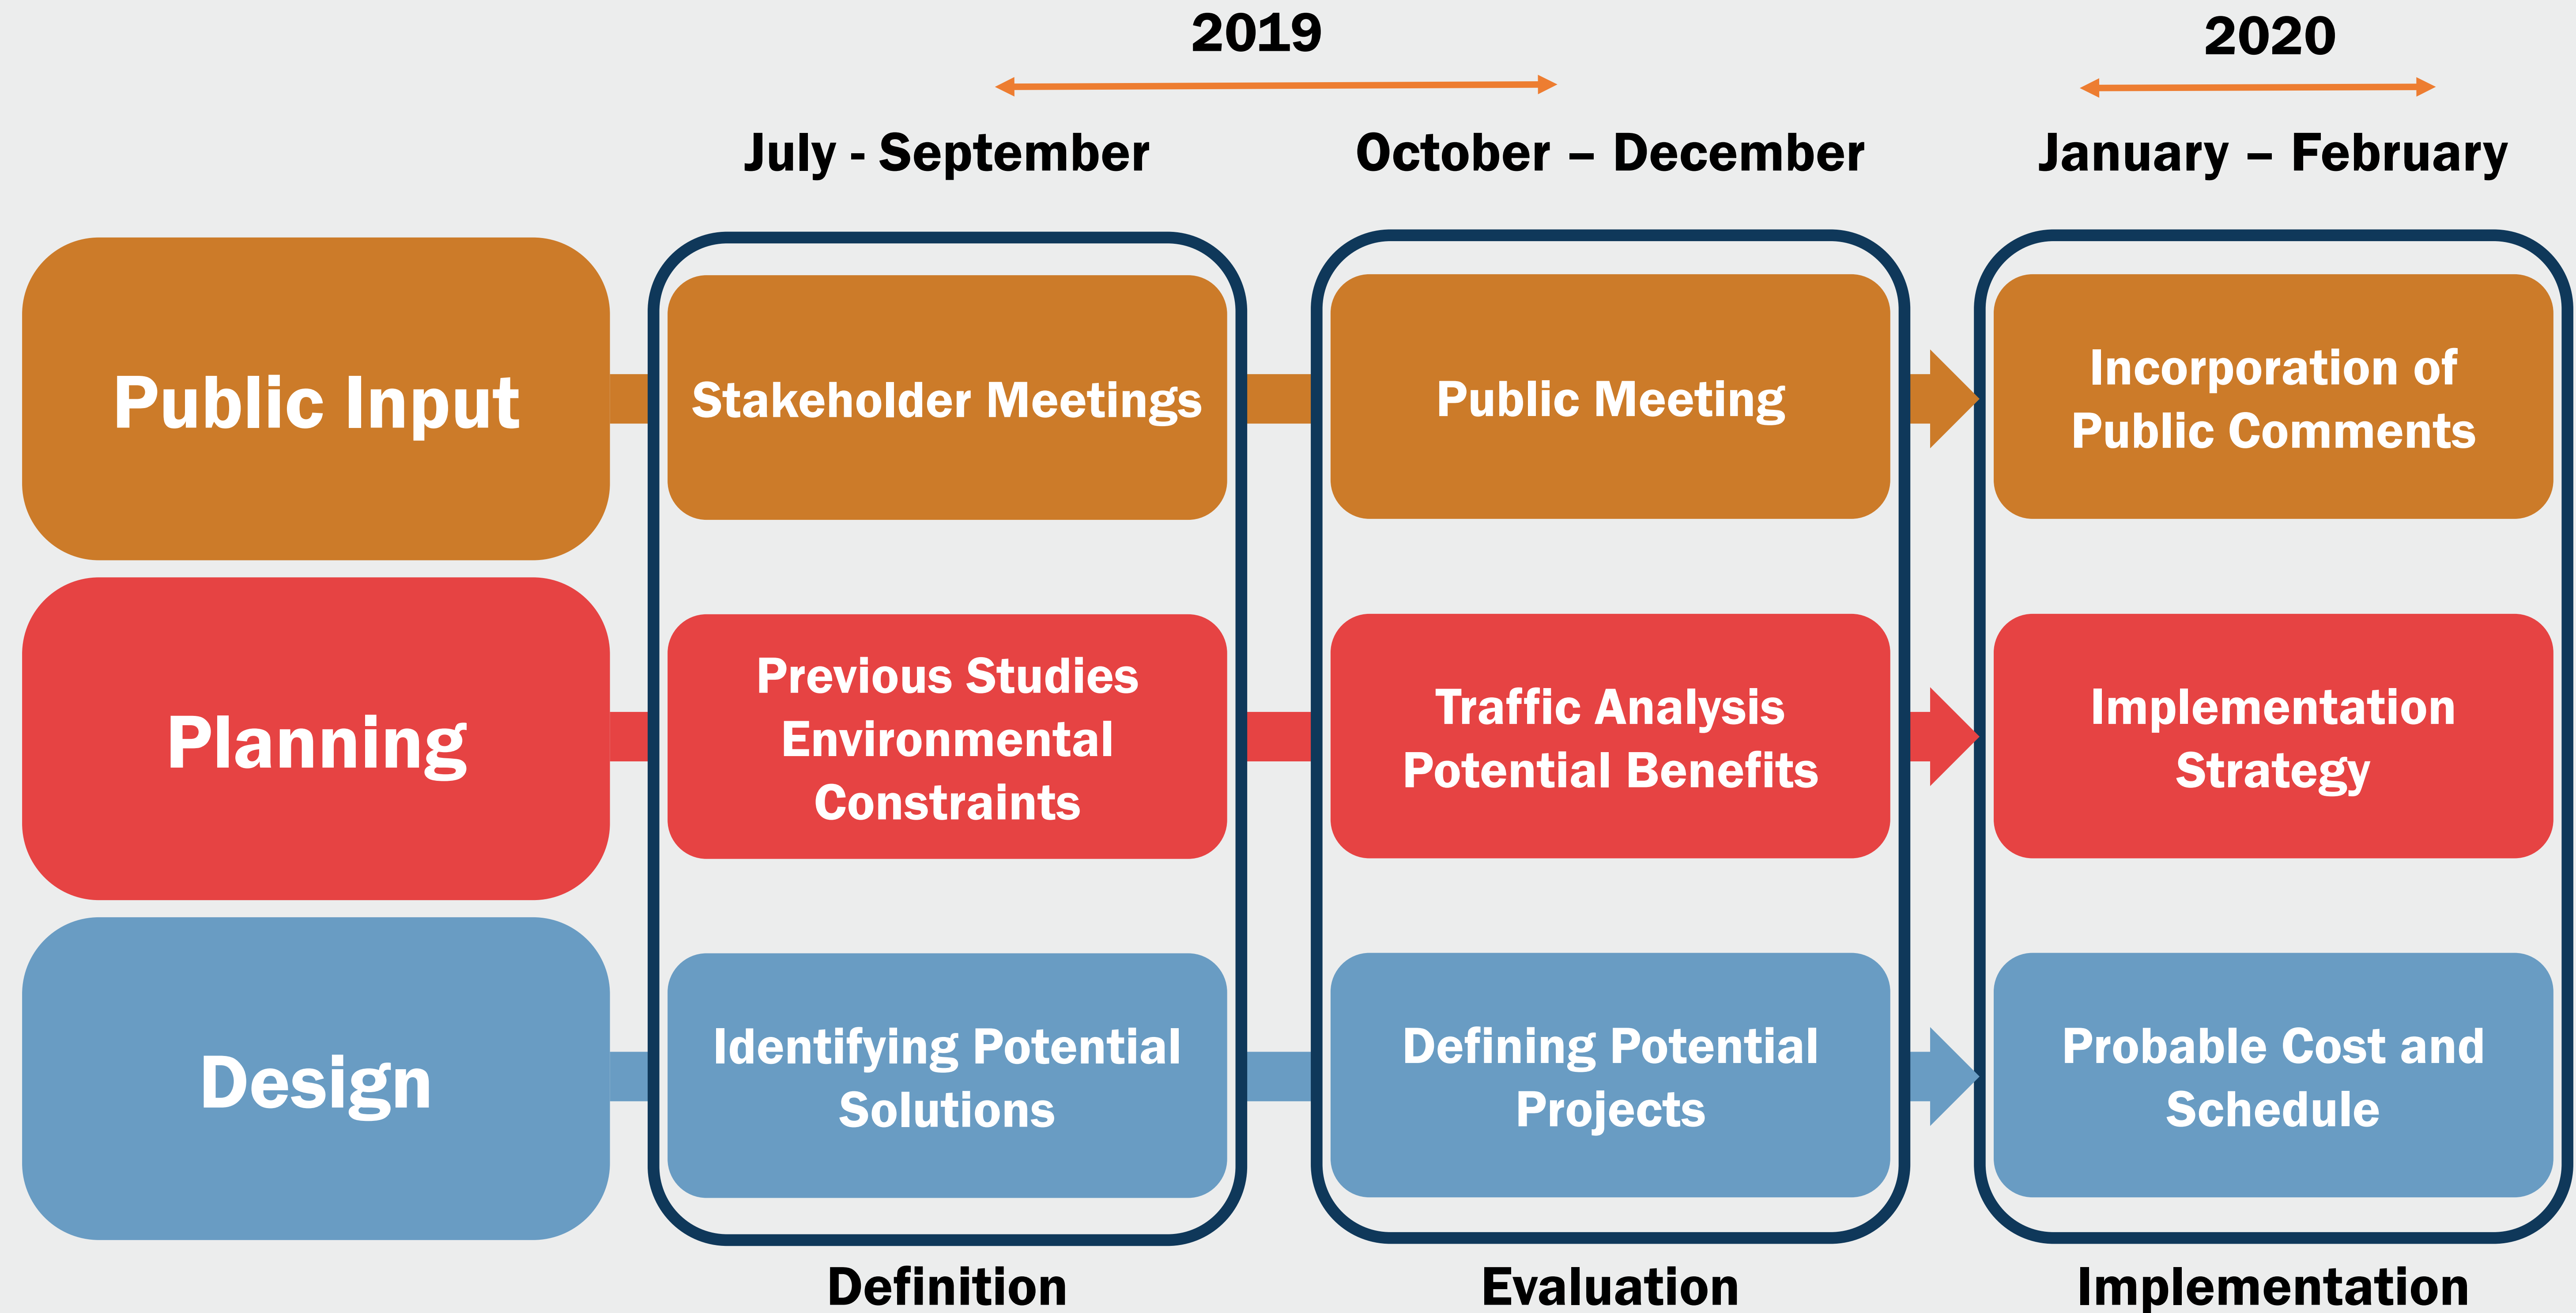 2019
2020
July - September
October – December
January – February
Public Input
Stakeholder Meetings
Public Meeting
Incorporation of
Public Comments
Planning
Previous Studies
Environmental
Constraints
Traffic Analysis
Potential Benefits
Implementation
Strategy
Design
Identifying Potential
Solutions
Defining Potential
Projects
Probable Cost and
Schedule
Definition
Evaluation
Implementation